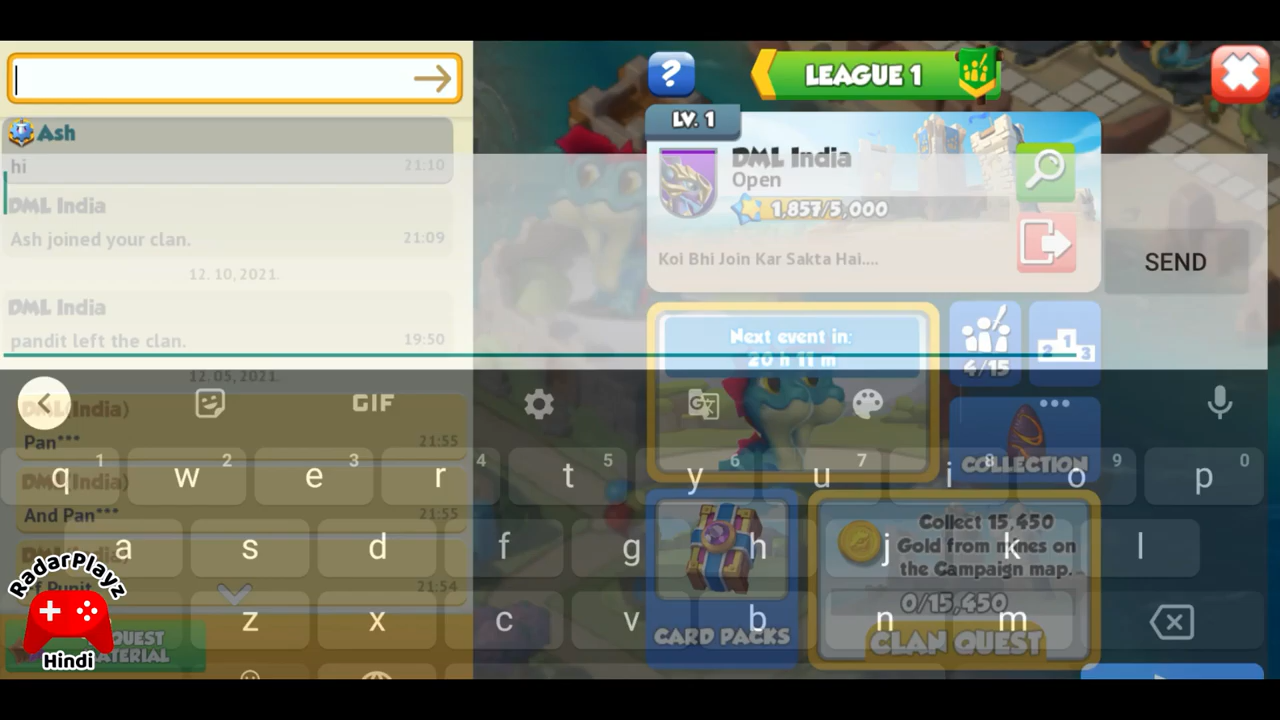 ?
LEAGUE 1
Ash
hi
21:10
DML India
Ash joined your clan.
21:09
12. 10, 2021.
DML India
pandit left the clan.
19:50
12. 05, 2021.
DML(India)
Pan***
21:55
DML(India)
And Pan***
21:55
21:54
LV. 1
DML India
Open
1,857/5,000
Koi Bhi Join Kar Sakta Hai....
SEND
Next event in:
20 h 11 m
4/15
2 1 3
COLLECTION
Collect 15,450
Gold from mines on
the Campaign map.
0/15,450
CARD PACKS
CLAN QUEST
GIF
q 1 w 2 e 3 r 4 t 5 y 6 u 7 i 8 o 9 p 0
a s d f g h j k l
z x c v b n m
RadarPlayz
Hindi